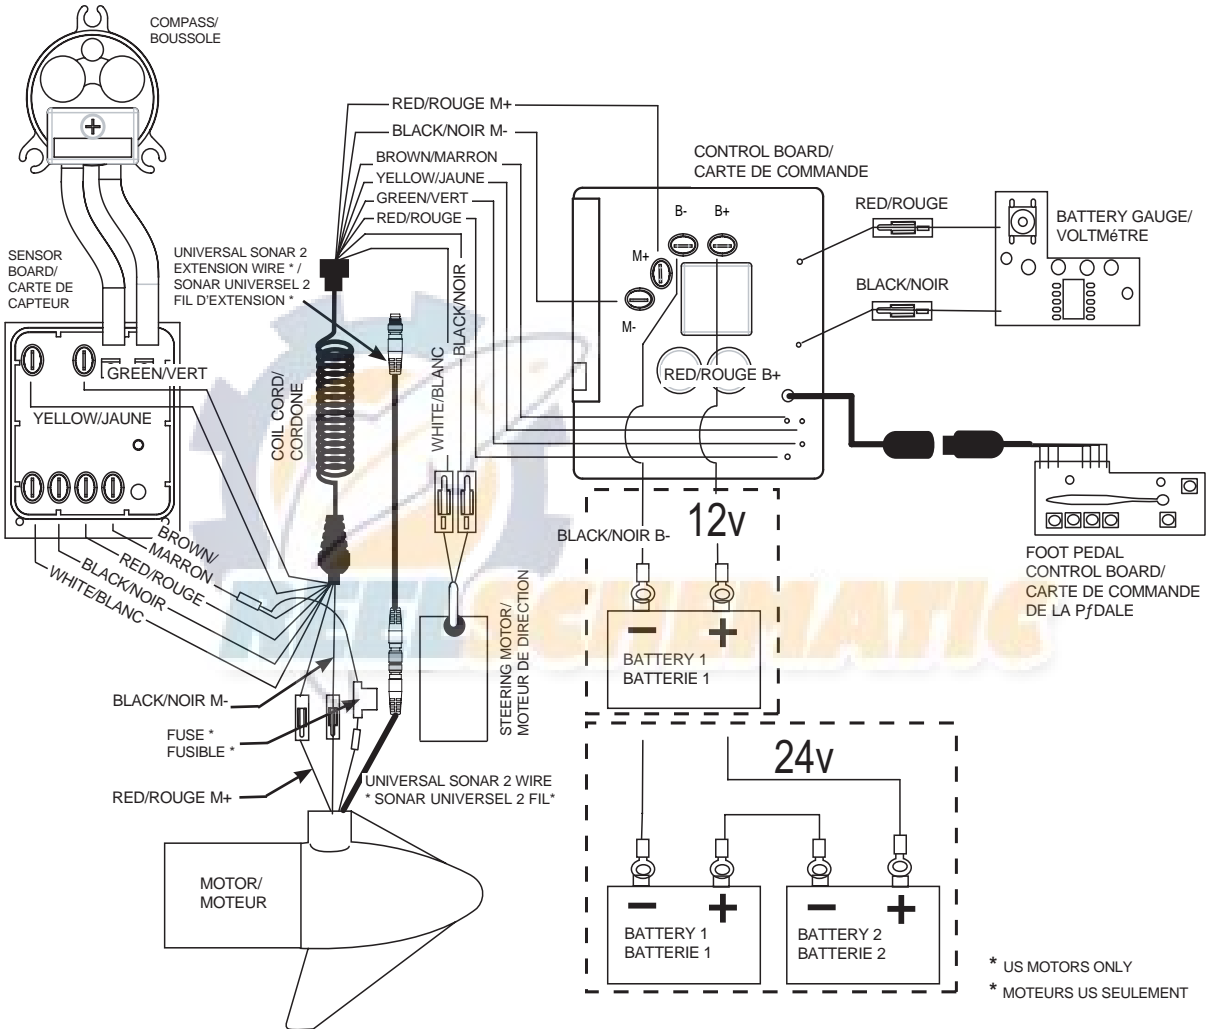 COMPASS/
BOUSSOLE
RED/ROUGE M+
BLACK/NOIR M-
BROWN/MARRON
YELLOW/JAUNE
GREEN/VERT
RED/ROUGE
CONTROL BOARD/
CARTE DE COMMANDE
B-
B+
M+
M-
RED/ROUGE
BLACK/NOIR
BATTERY GAUGE/
VOLTMéTRE
SENSOR
BOARD/
CARTE DE
CAPTEUR
UNIVERSAL SONAR 2
EXTENSION WIRE * /
SONAR UNIVERSEL 2
FIL D'EXTENSION *
BLACK/NOIR
WHITE/BLANC
GREEN/VERT
YELLOW/JAUNE
COIL CORD/
CORDONE
RED/ROUGE B+
BROWN/
MARRON
RED/ROUGE
BLACK/NOIR
WHITE/BLANC
BLACK/NOIR B-
12v
FOOT PEDAL
CONTROL BOARD/
CARTE DE COMMANDE
DE LA PƒDALE
REELSCHEMATIC
STEERING MOTOR/
MOTEUR DE DIRECTION
- +
BATTERY 1
BATTERIE 1
BLACK/NOIR M-
FUSE *
FUSIBLE *
RED/ROUGE M+
UNIVERSAL SONAR 2 WIRE
* SONAR UNIVERSEL 2 FIL*
24v
MOTOR/
MOTEUR
- +
BATTERY 1
BATTERIE 1
- +
BATTERY 2
BATTERIE 2
* US MOTORS ONLY
* MOTEURS US SEULEMENT